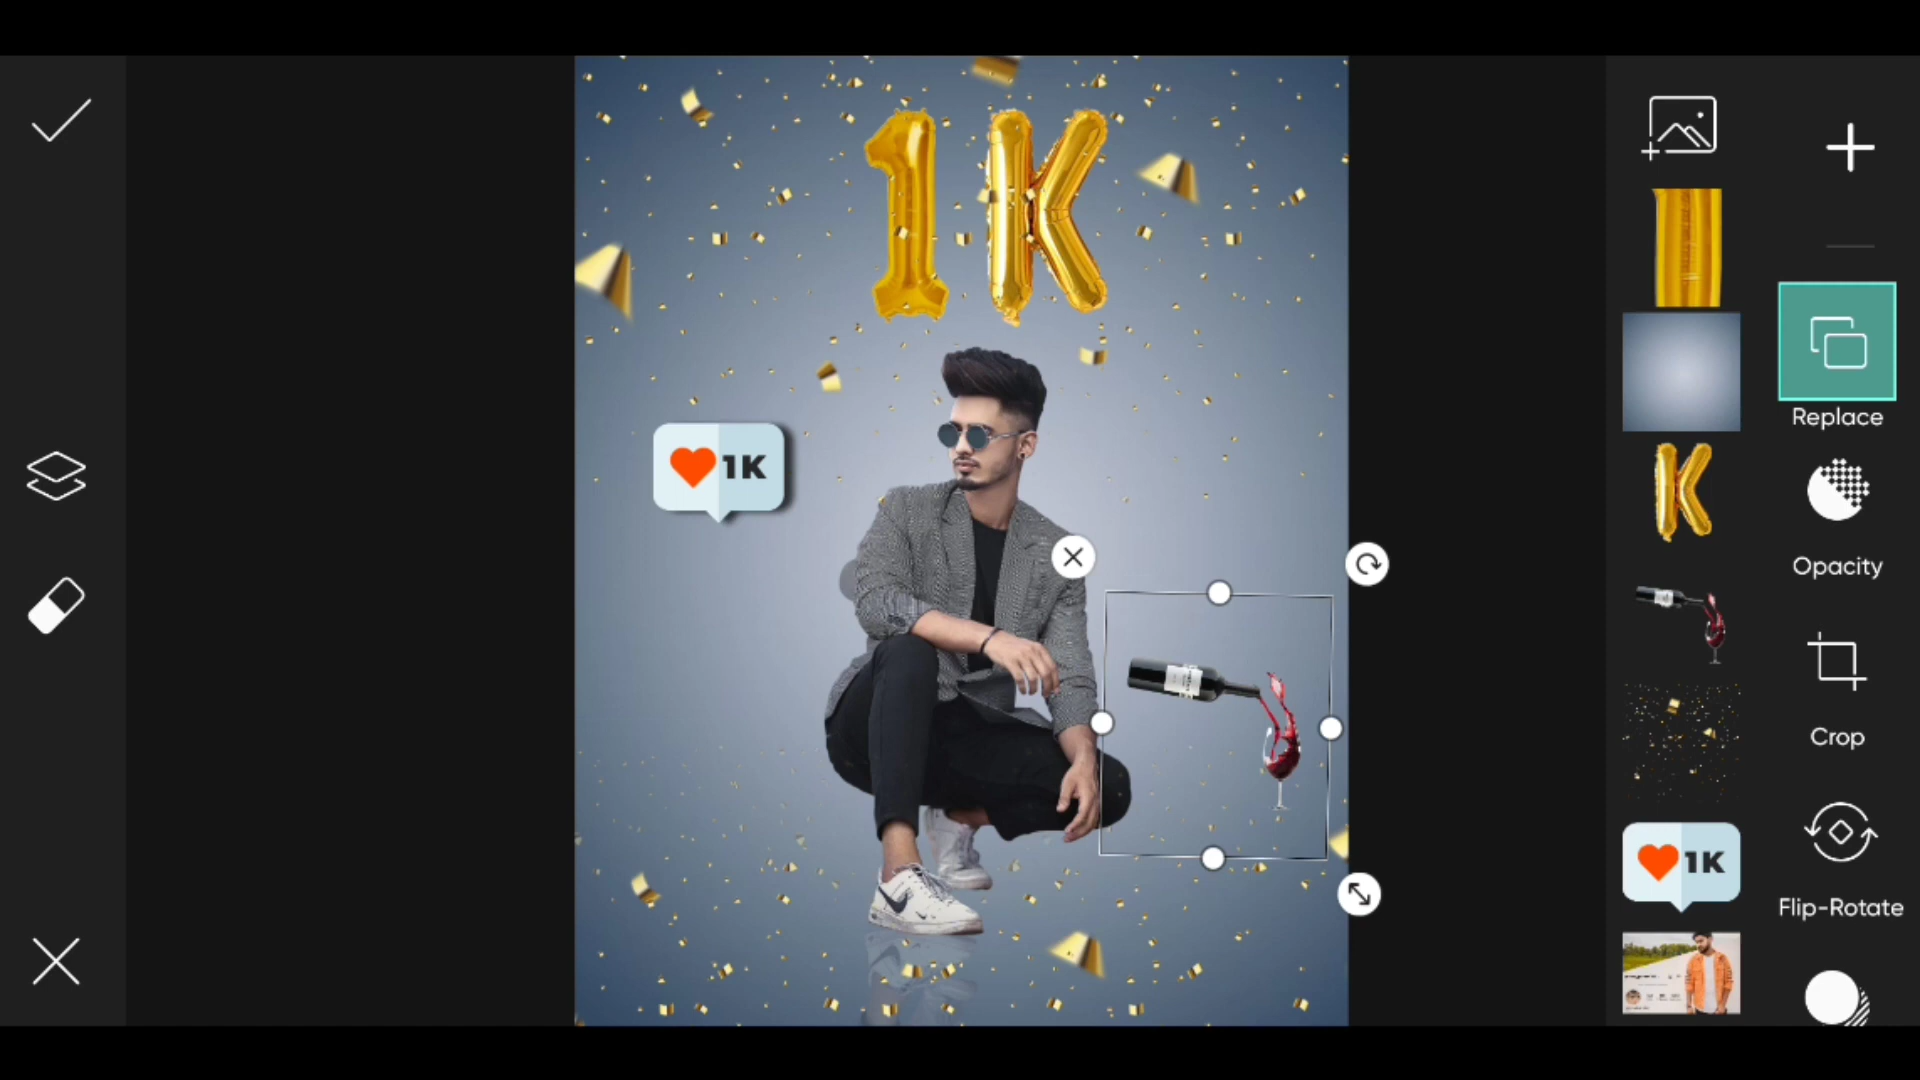 1K
1K
Replace
Opacity
Crop
1K
Flip-Rotate